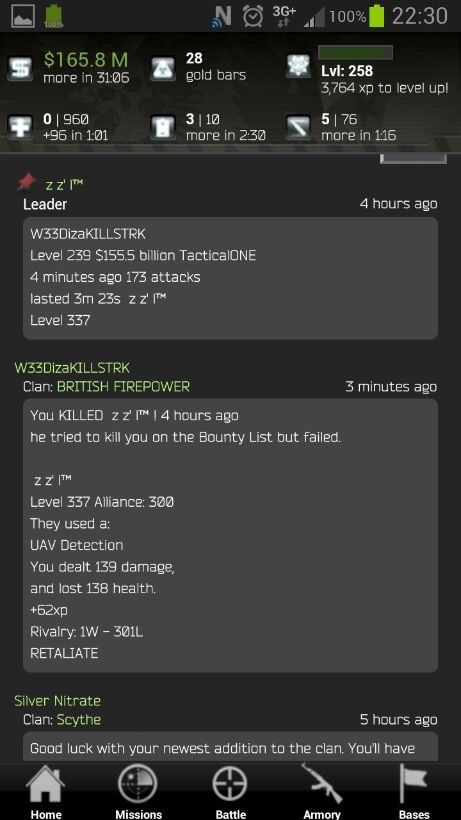 100%
3G+
100%
22:30
$165.8 M
more in 31:06
28
gold bars
Lvl: 258
3,764 xp to level up!
0 | 960
+96 in 1:01
3 | 10
more in 2:30
5 | 76
more in 1:16
z z' l™
Leader
4 hours ago
W33DizaKILLSTRK
Level 239 $155.5 billion TacticalONE
4 minutes ago 173 attacks
lasted 3m 23s z z' l™
Level 337
W33DizaKILLSTRK
Clan: BRITISH FIREPOWER
3 minutes ago
You KILLED z z' l™ ! 4 hours ago
he tried to kill you on the Bounty List but failed.
z z' l™
Level 337 Alliance: 300
They used a:
UAV Detection
You dealt 139 damage,
and lost 138 health.
+62xp
Rivalry: 1W - 301L
RETALIATE
Silver Nitrate
Clan: Scythe
5 hours ago
Good luck with your newest addition to the clan. You'll have
Home
Missions
Battle
Armory
Bases